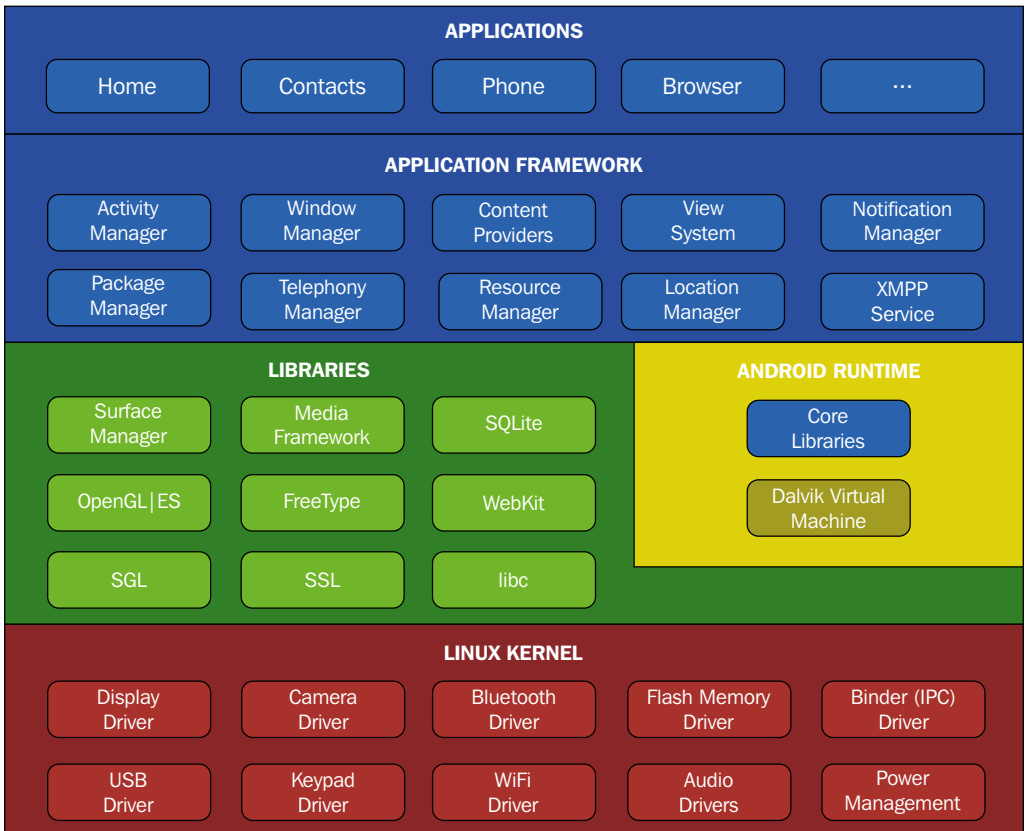 APPLICATIONS
Home
Contacts
Phone
Browser
...
APPLICATION FRAMEWORK
Activity
Manager
Window
Manager
Content
Providers
View
System
Notification
Manager
Package
Manager
Telephony
Manager
Resource
Manager
Location
Manager
XMPP
Service
LIBRARIES
Surface
Manager
Media
Framework
SQLite
OpenGL|ES
FreeType
WebKit
SGL
SSL
libc
ANDROID RUNTIME
Core
Libraries
Dalvik Virtual
Machine
LINUX KERNEL
Display
Driver
Camera
Driver
Bluetooth
Driver
Flash Memory
Driver
Binder (IPC)
Driver
USB
Driver
Keypad
Driver
WiFi
Driver
Audio
Drivers
Power
Management